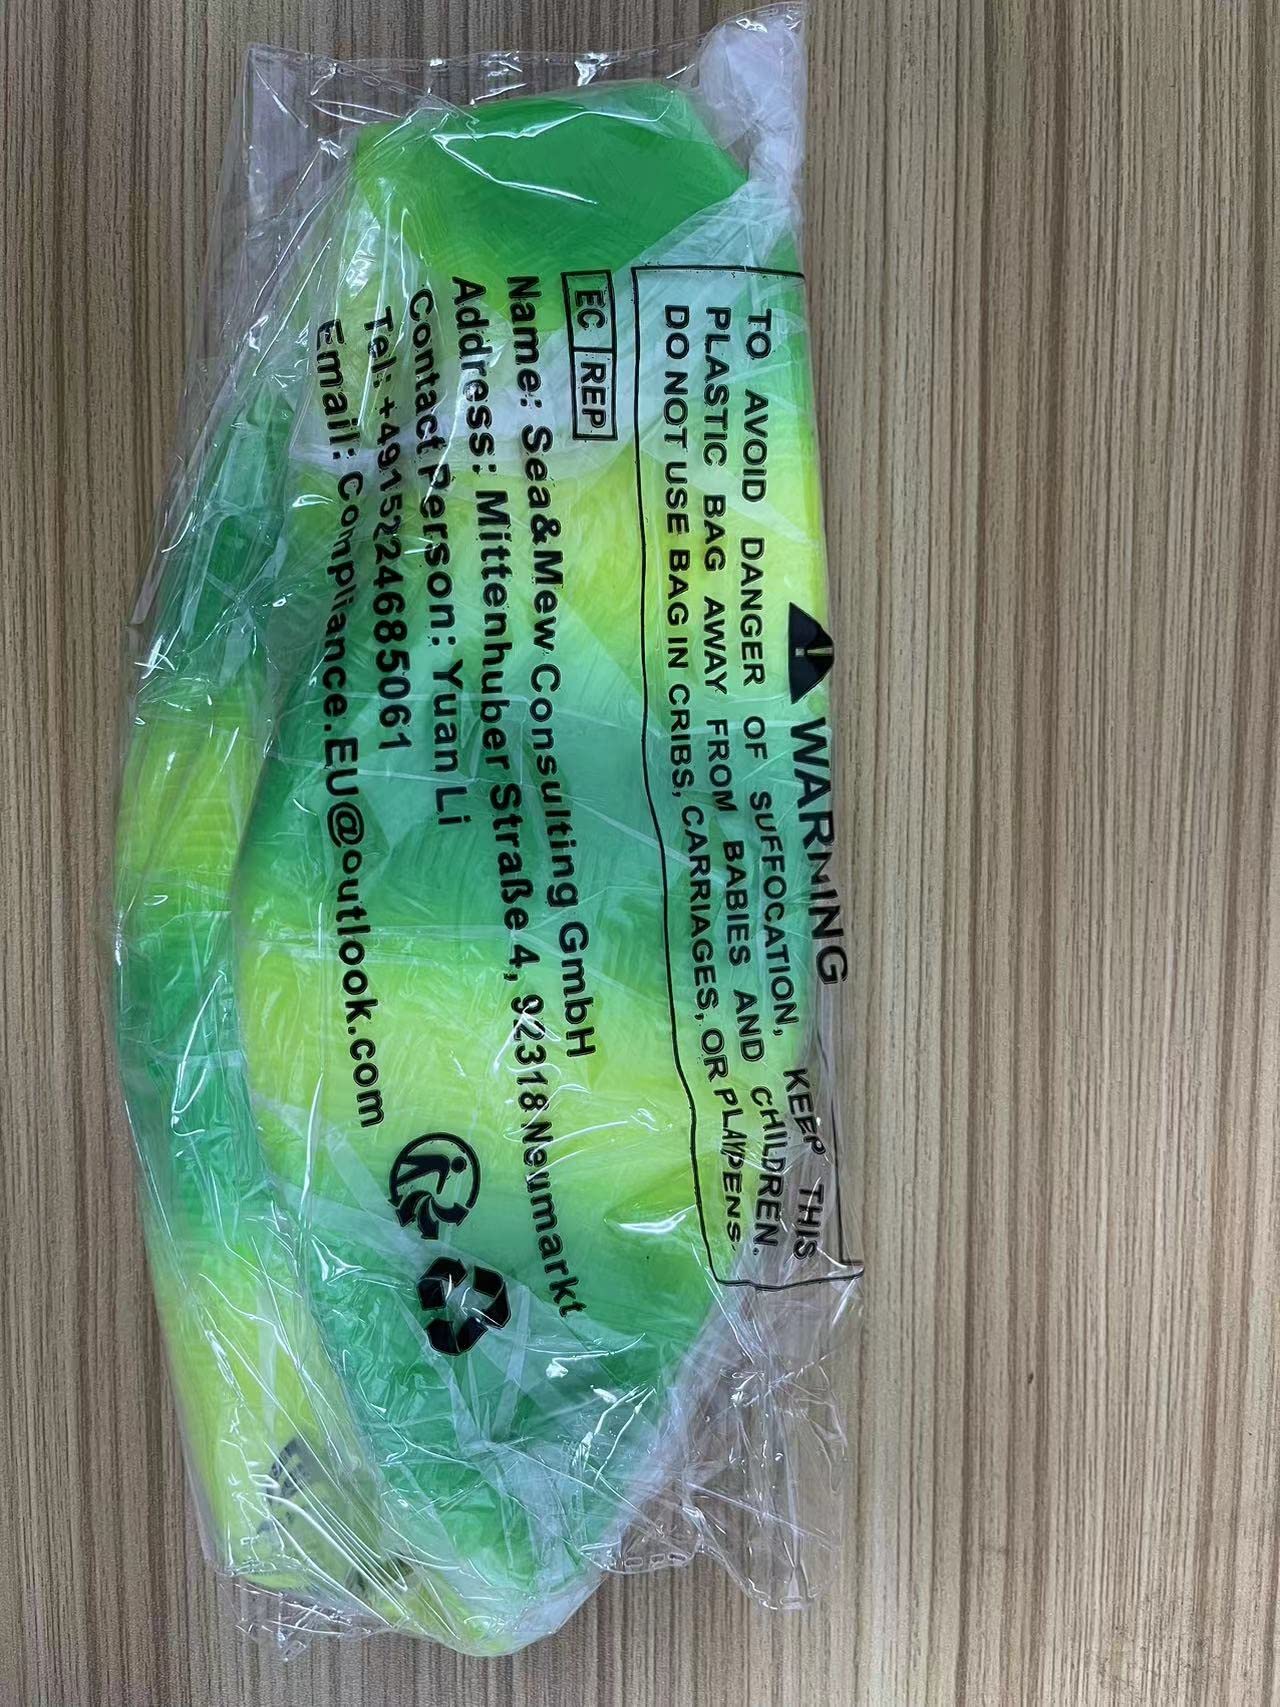 WARNING
TO AVOID DANGER OF SUFFOCATION, KEEP THIS
PLASTIC BAG AWAY FROM BABIES AND CHILDREN.
DO NOT USE BAG IN CRIBS, CARRIAGES, OR PLAYPENS.
EC REP
Name: Sea&Mew Consulting GmbH
Address: Mittenhuber Straße 4, 92318 Neumarkt
Contact Person: Yuan Li
Tel: +4915224685061
Email: Compliance.EU@outlook.com